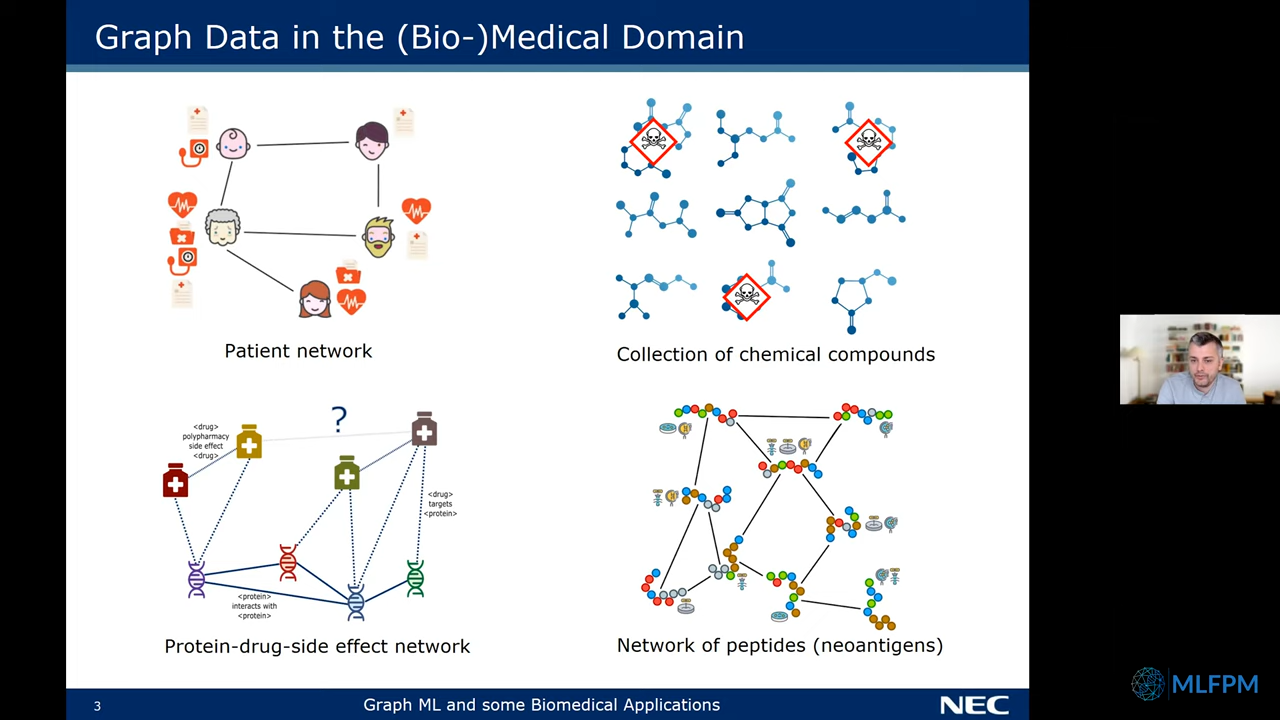 Graph Data in the (Bio-)Medical Domain
Patient network
Collection of chemical compounds
?
<drug>
polypharmacy
side effect
<drug>
<drug>
targets
<protein>
<protein>
interacts with
<protein>
Protein-drug-side effect network
Network of peptides (neoantigens)
3
Graph ML and some Biomedical Applications
NEC
MLFPM